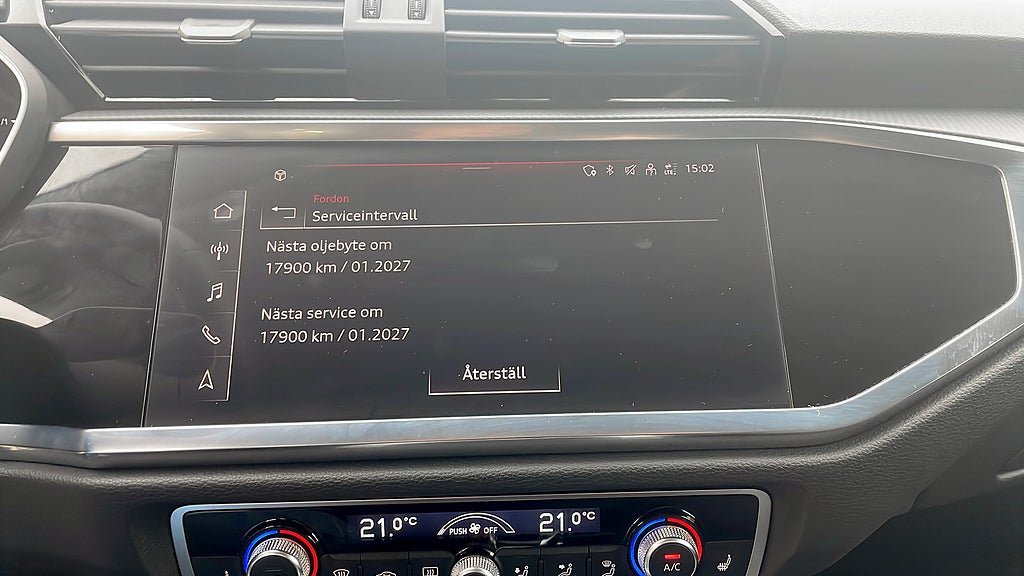 15:02
Fordon
Serviceintervall
Nästa oljebyte om
17900 km / 01.2027
Nästa service om
17900 km / 01.2027
Återställ
21.0°C
PUSH OFF
21.0°C
A/C